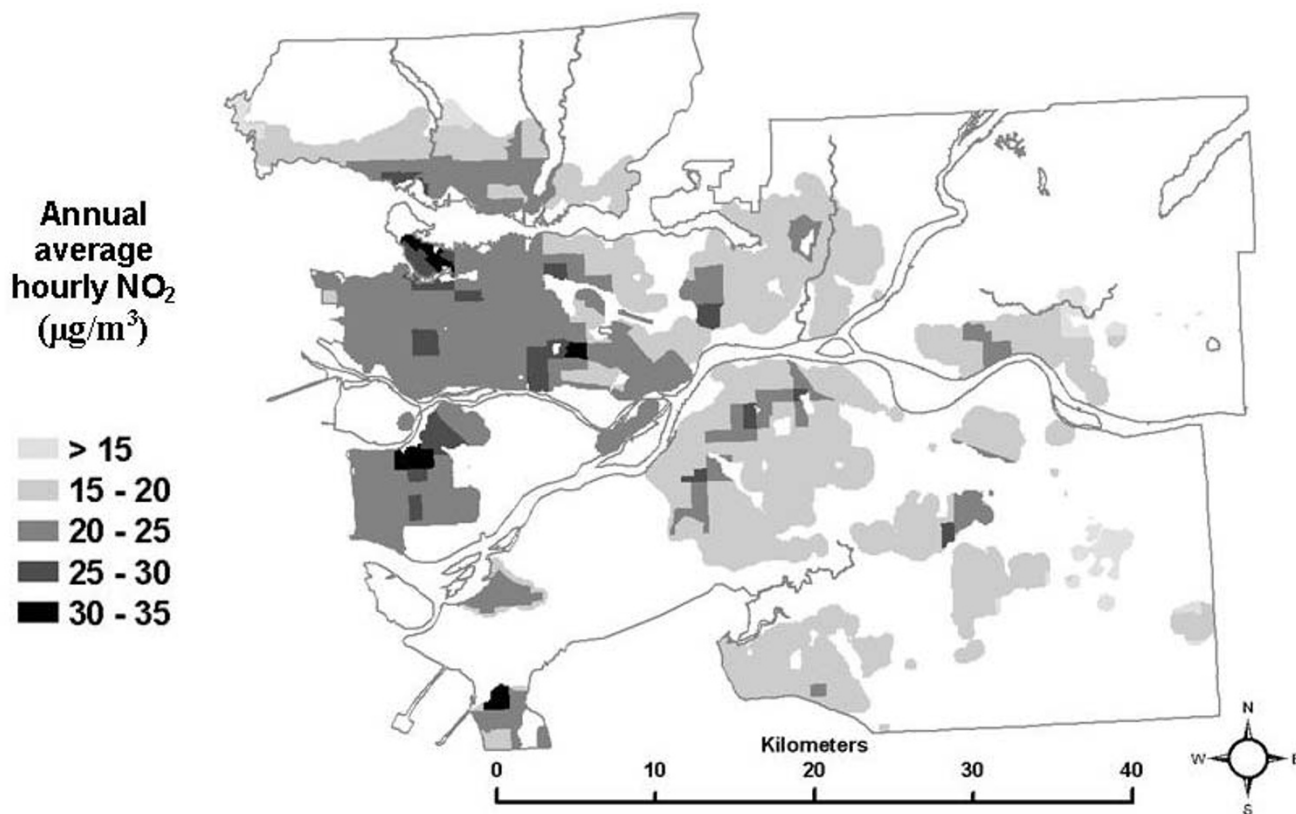 Annual
average
hourly NO₂
(μg/m³)
> 15
15 - 20
20 - 25
25 - 30
30 - 35
Kilometers
0 10 20 30 40
N
W E
S